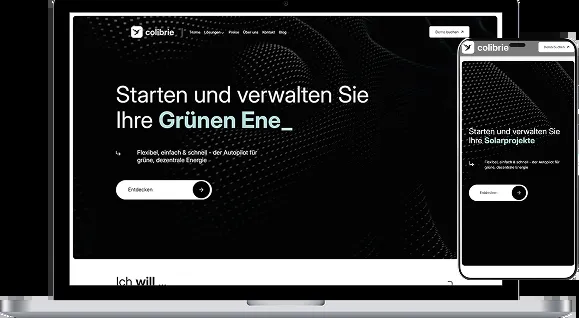 colibrie
Home Lösungen Preise Über uns Kontakt Blog
Demo buchen
Starten und verwalten Sie
Ihre Grünen Ene_
Flexibel, einfach & schnell - der Autopilot für
grüne, dezentrale Energie
Entdecken
Ich will ...
colibrie
Demo buchen
Starten und verwalten Sie
Ihre Solarprojekte
Flexibel, einfach & schnell - der Autopilot für
grüne, dezentrale Energie
Entdecken